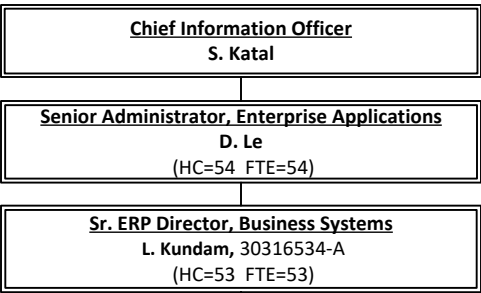 Chief Information Officer
S. Katal
Senior Administrator, Enterprise Applications
D. Le
(HC=54 FTE=54)
Sr. ERP Director, Business Systems
L. Kundam, 30316534-A
(HC=53 FTE=53)